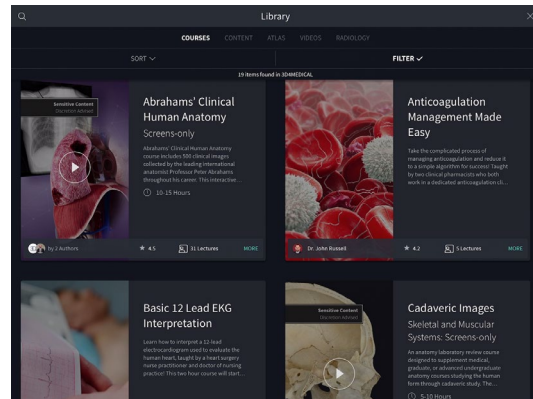 Library
COURSES CONTENT ATLAS VIDEOS RADIOLOGY
SORT
FILTER
19 items found in 3D4MEDICAL
Sensitive Content
Discretion Advised
Abrahams' Clinical
Human Anatomy
Screens-only
Abrahams' Clinical Human Anatomy
course includes 500 clinical images
collected by the leading international
anatomist Professor Peter Abrahams
throughout his career. This interactive ...
10-15 Hours
by 2 Authors
4.5
31 Lectures
MORE
Anticoagulation
Management Made
Easy
Take the complicated process of
managing anticoagulation and reduce it
to a simple algorithm for success! Taught
by two clinical pharmacists who both
work in a dedicated anticoagulation cli...
Dr. John Russell
4.2
5 Lectures
MORE
Basic 12 Lead EKG
Interpretation
Learn how to interpret a 12-lead
electrocardiogram used to evaluate the
human heart, taught by a heart surgery
nurse practitioner and doctor of nursing
practice! This two hour course will start...
Sensitive Content
Discretion Advised
Cadaveric Images
Skeletal and Muscular
Systems: Screens-only
An anatomy laboratory review course
designed to supplement medical,
graduate, or advanced undergraduate
anatomy courses studying the human
form through cadaveric study. The...
5-10 Hours